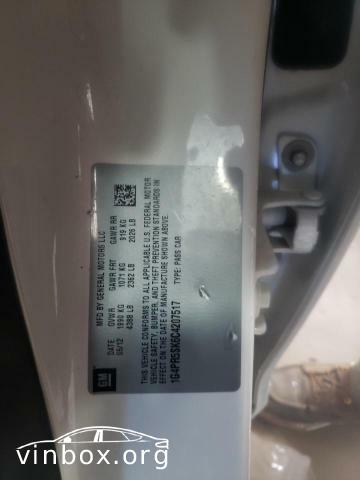 GM
MFD BY GENERAL MOTORS LLC
DATE GVWR GAWR FRT GAWR RR
05/12 1990 KG 1071 KG 919 KG
4388 LB 2362 LB 2026 LB
THIS VEHICLE CONFORMS TO ALL APPLICABLE U.S. FEDERAL MOTOR
VEHICLE SAFETY, BUMPER, AND THEFT PREVENTION STANDARDS IN
EFFECT ON THE DATE OF MANUFACTURE SHOWN ABOVE.
1G4PR5SK6C4207517 TYPE: PASS CAR
vinbox.org